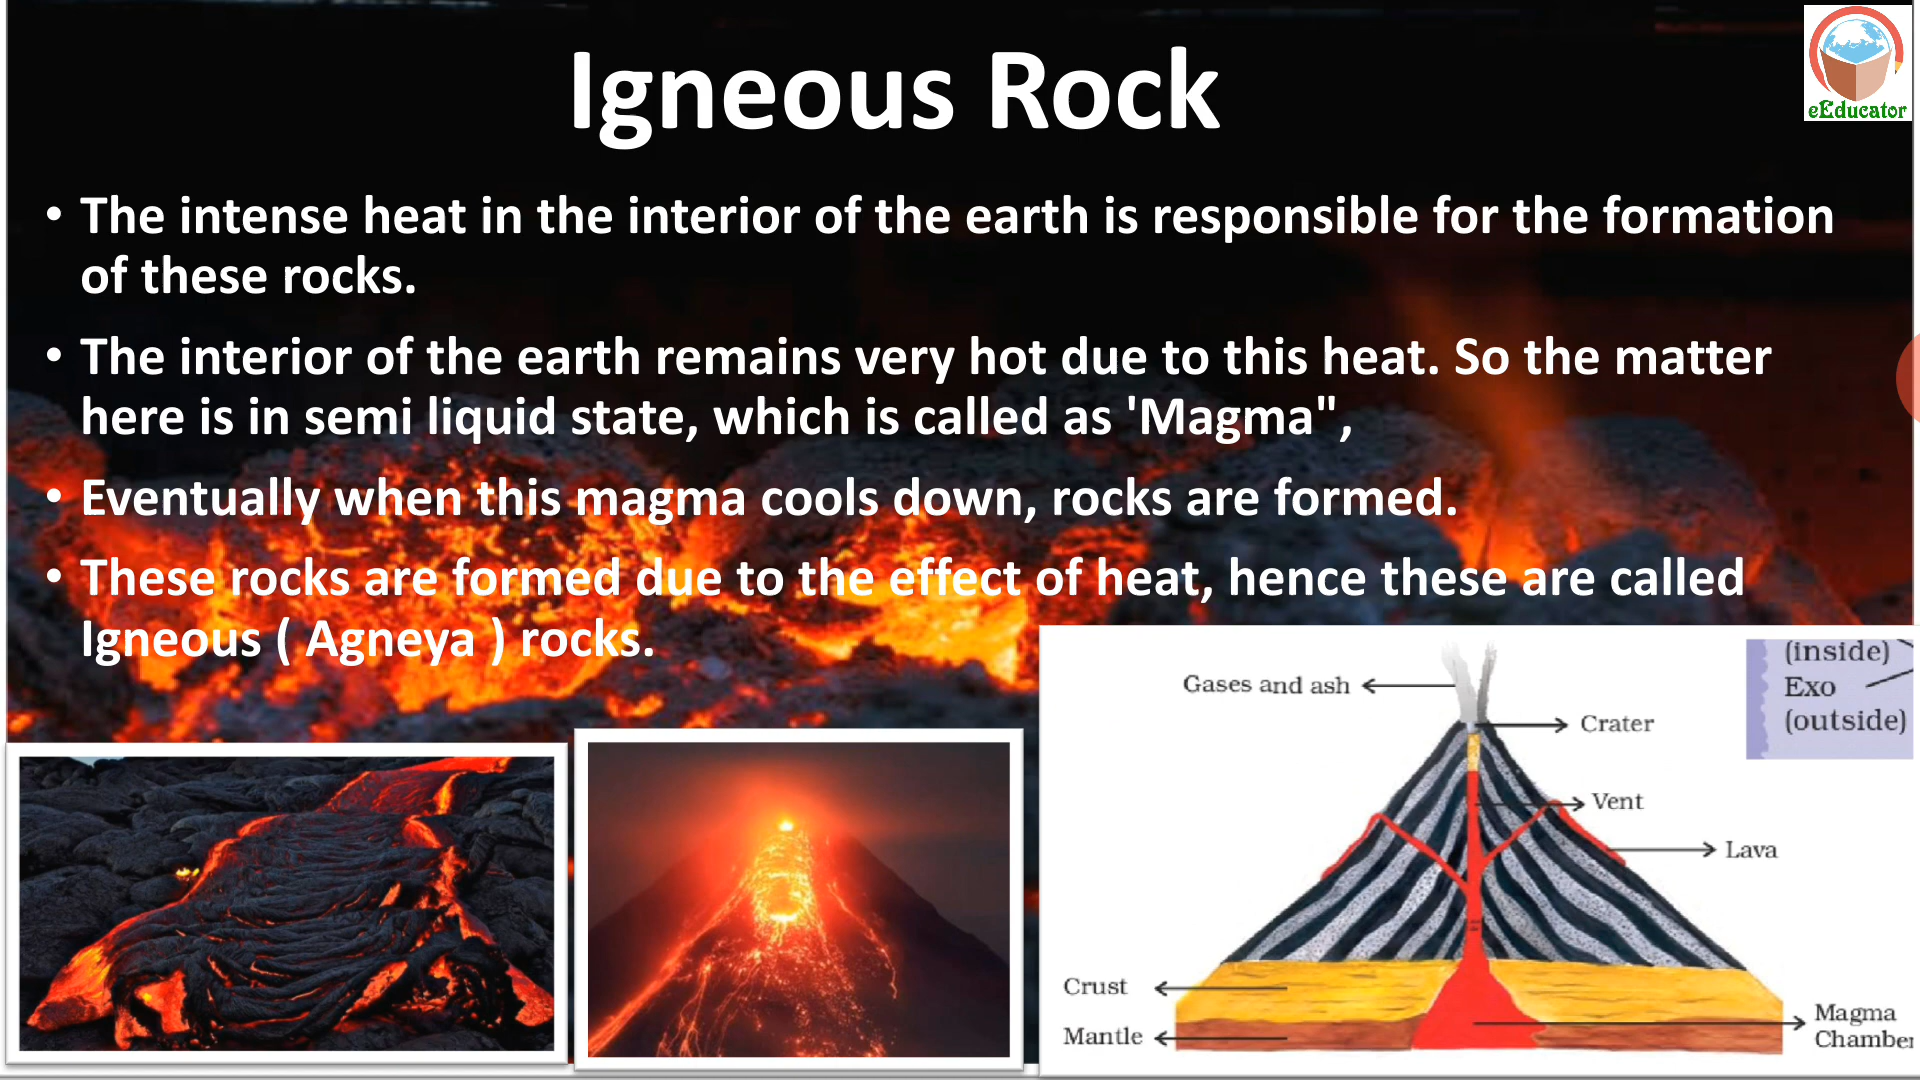 Igneous Rock
eEducator
• The intense heat in the interior of the earth is responsible for the formation
of these rocks.
• The interior of the earth remains very hot due to this heat. So the matter
here is in semi liquid state, which is called as 'Magma",
• Eventually when this magma cools down, rocks are formed.
• These rocks are formed due to the effect of heat, hence these are called
Igneous ( Agneya ) rocks.
(inside)
Exo
(outside)
Gases and ash
Crater
Vent
Lava
Crust
Mantle
Magma
Chamber